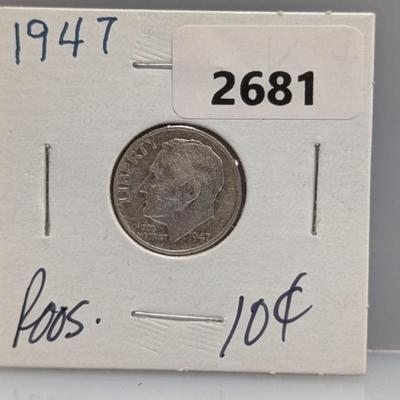 1947
2681
LIBERTY
IN GOD
WE TRUST
1947
Roos.
10¢